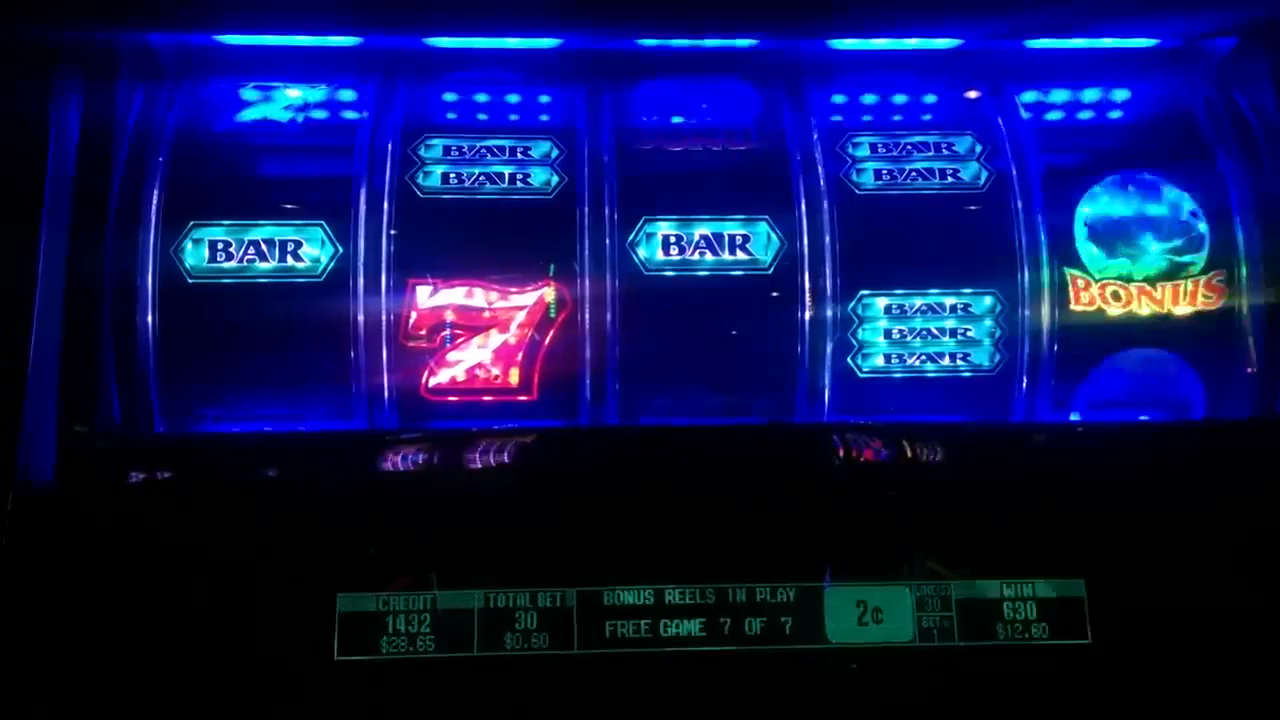 BAR
BAR
BAR
BAR
BAR
BAR
BONUS
7
BAR
BAR
BAR
CREDIT
1432
$28.65
TOTAL BET
30
$0.60
BONUS REELS IN PLAY
FREE GAME 7 OF 7
2¢
30
BET
1
WIN
630
$12.60